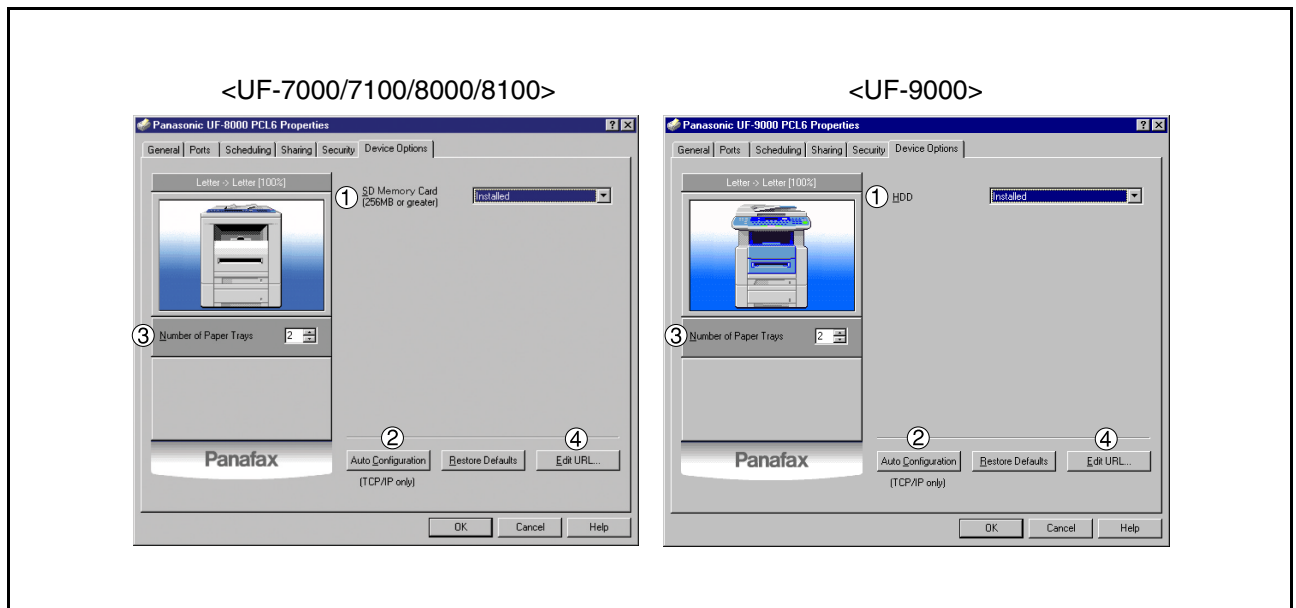 <UF-7000/7100/8000/8100>
Panasonic UF-8000 PCL6 Properties
General Ports Scheduling Sharing Security Device Options
Letter -> Letter [100%]
① SD Memory Card
(256MB or greater)
Installed
③ Number of Paper Trays 2
② ④
Panafax
Auto Configuration Restore Defaults Edit URL...
(TCP/IP only)
OK Cancel Help
<UF-9000>
Panasonic UF-9000 PCL6 Properties
General Ports Scheduling Sharing Security Device Options
Letter -> Letter [100%]
① HDD Installed
③ Number of Paper Trays 2
② ④
Panafax
Auto Configuration Restore Defaults Edit URL...
(TCP/IP only)
OK Cancel Help